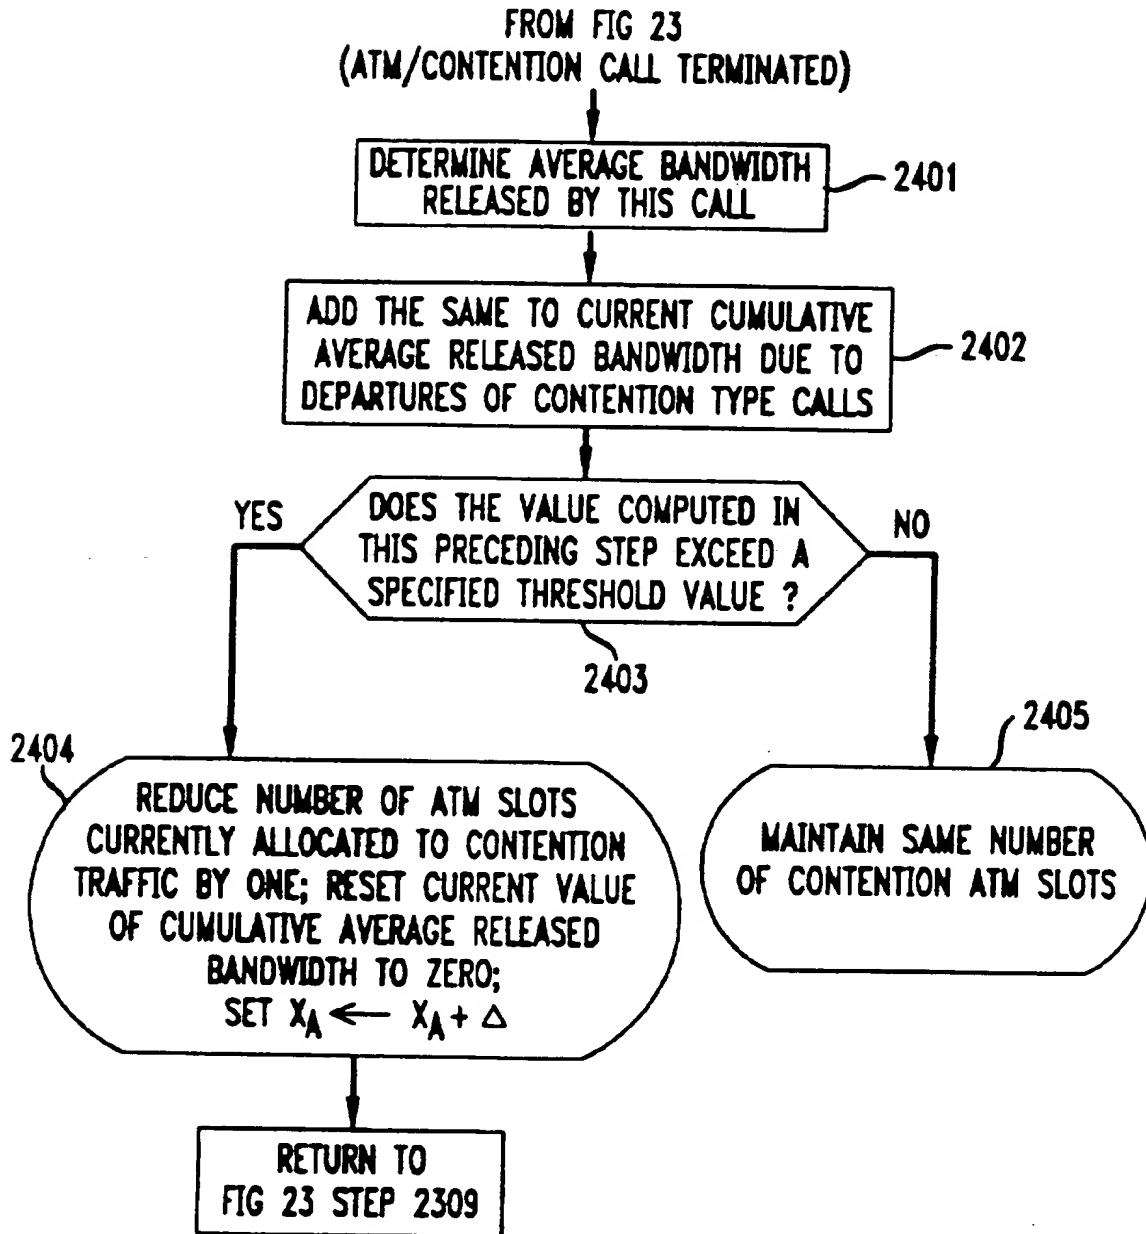 FROM FIG 23
(ATM/CONTENTION CALL TERMINATED)
DETERMINE AVERAGE BANDWIDTH
RELEASED BY THIS CALL
2401
ADD THE SAME TO CURRENT CUMULATIVE
AVERAGE RELEASED BANDWIDTH DUE TO
DEPARTURES OF CONTENTION TYPE CALLS
2402
YES
DOES THE VALUE COMPUTED IN
THIS PRECEDING STEP EXCEED A
SPECIFIED THRESHOLD VALUE ?
NO
2403
2404
REDUCE NUMBER OF ATM SLOTS
CURRENTLY ALLOCATED TO CONTENTION
TRAFFIC BY ONE; RESET CURRENT VALUE
OF CUMULATIVE AVERAGE RELEASED
BANDWIDTH TO ZERO;
SET XA ← XA + Δ
2405
MAINTAIN SAME NUMBER
OF CONTENTION ATM SLOTS
RETURN TO
FIG 23 STEP 2309